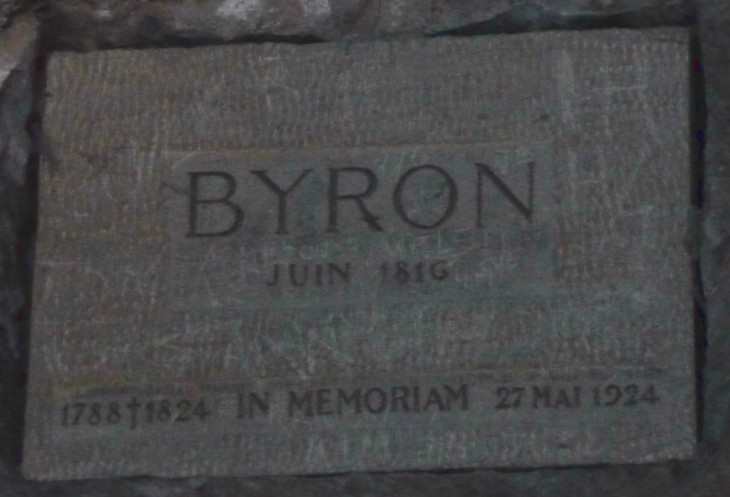 BYRON
JUIN 1816
1788†1824 IN MEMORIAM 27 MAI 1924